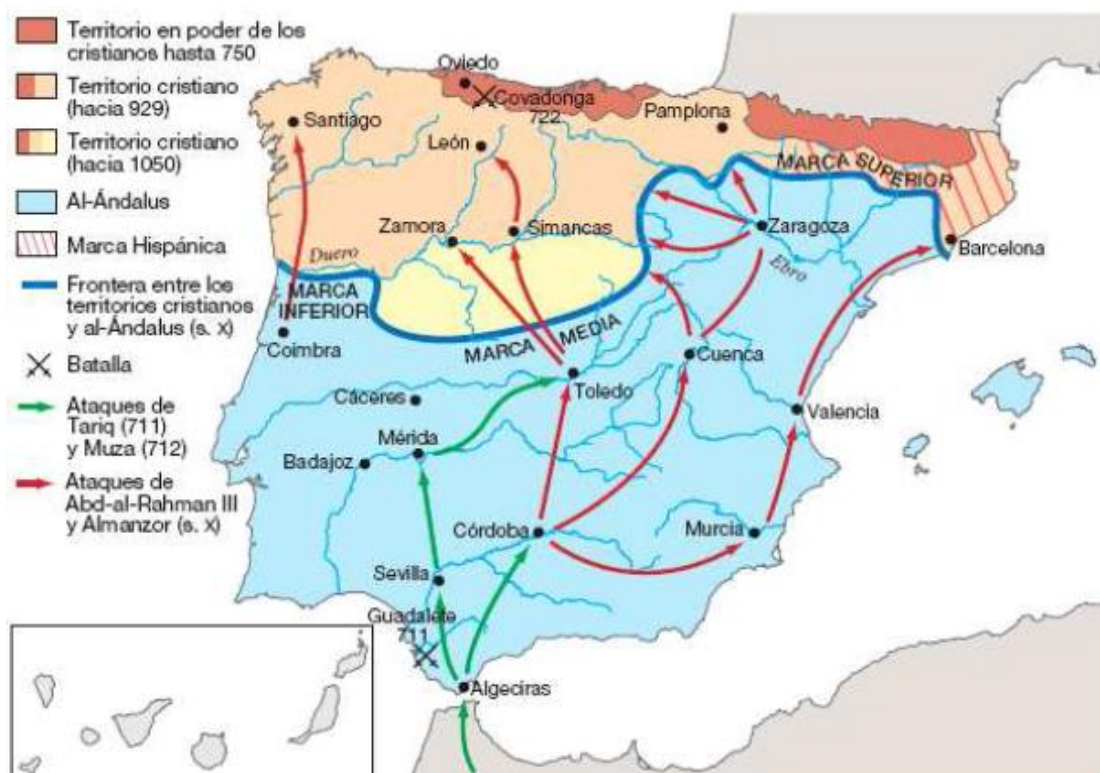 Territorio en poder de los
cristianos hasta 750
Territorio cristiano
(hacia 929)
Territorio cristiano
(hacia 1050)
Al-Ándalus
Marca Hispánica
Frontera entre los
territorios cristianos
y al-Ándalus (s. X)
Batalla
Ataques de
Tariq (711)
y Muza (712)
Ataques de
Abd-al-Rahman III
y Almanzor (s. X)
Oviedo
Covadonga
722
Pamplona
Santiago
León
MARCA SUPERIOR
Zamora
Simancas
Zaragoza
Barcelona
Duero
Ebro
MARCA
INFERIOR
MARCA MEDIA
Coimbra
Cuenca
Toledo
Cáceres
Valencia
Mérida
Badajoz
Córdoba
Murcia
Sevilla
Guadalete
711
Algeciras